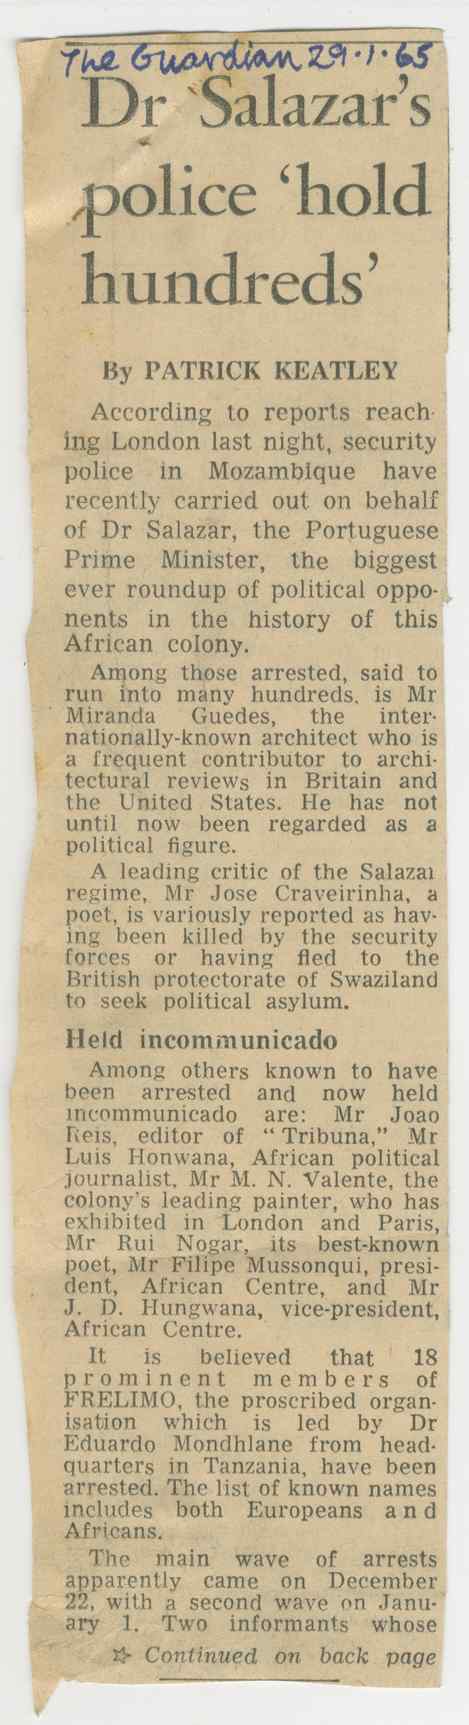 The Guardian 29.1.65
Dr Salazar's
police ‘hold
hundreds’
By PATRICK KEATLEY
According to reports reach-
ing London last night, security
police in Mozambique have
recently carried out on behalf
of Dr Salazar, the Portuguese
Prime Minister, the biggest
ever roundup of political oppo-
nents in the history of this
African colony.
Among those arrested, said to
run into many hundreds, is Mr
Miranda Guedes, the inter-
nationally-known architect who is
a frequent contributor to archi-
tectural reviews in Britain and
the United States. He has not
until now been regarded as a
political figure.
A leading critic of the Salazar
regime, Mr Jose Craveirinha, a
poet, is variously reported as hav-
ing been killed by the security
forces or having fled to the
British protectorate of Swaziland
to seek political asylum.
Held incommunicado
Among others known to have
been arrested and now held
incommunicado are: Mr Joao
Reis, editor of “Tribuna,” Mr
Luis Honwana, African political
journalist, Mr M. N. Valente, the
colony's leading painter, who has
exhibited in London and Paris,
Mr Rui Nogar, its best-known
poet, Mr Filipe Mussonqui, presi-
dent, African Centre, and Mr
J. D. Hungwana, vice-president,
African Centre.
It is believed that 18
prominent members of
FRELIMO, the proscribed organ-
isation which is led by Dr
Eduardo Mondhlane from head-
quarters in Tanzania, have been
arrested. The list of known names
includes both Europeans and
Africans.
The main wave of arrests
apparently came on December
22, with a second wave on Janu-
ary 1. Two informants whose
☆ Continued on back page